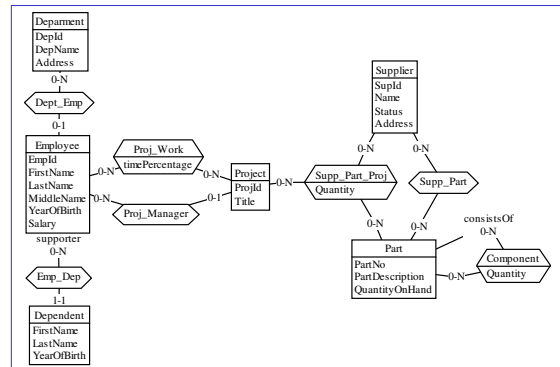 Deparment
DepId
DepName
Address
0-N
Dept_Emp
0-1
Employee
EmpId
FirstName
LastName
MiddleName
YearOfBirth
Salary
supporter
0-N
Emp_Dep
1-1
Dependent
FirstName
LastName
YearOfBirth
0-N
Proj_Work
timePercentage
0-N
0-N
Proj_Manager
0-1
Project
ProjId
Title
0-N
Supp_Part_Proj
Quantity
0-N
0-N
Supplier
SupId
Name
Status
Address
0-N
Supp_Part
0-N
Part
PartNo
PartDescription
QuantityOnHand
consistsOf
0-N
Component
Quantity
0-N